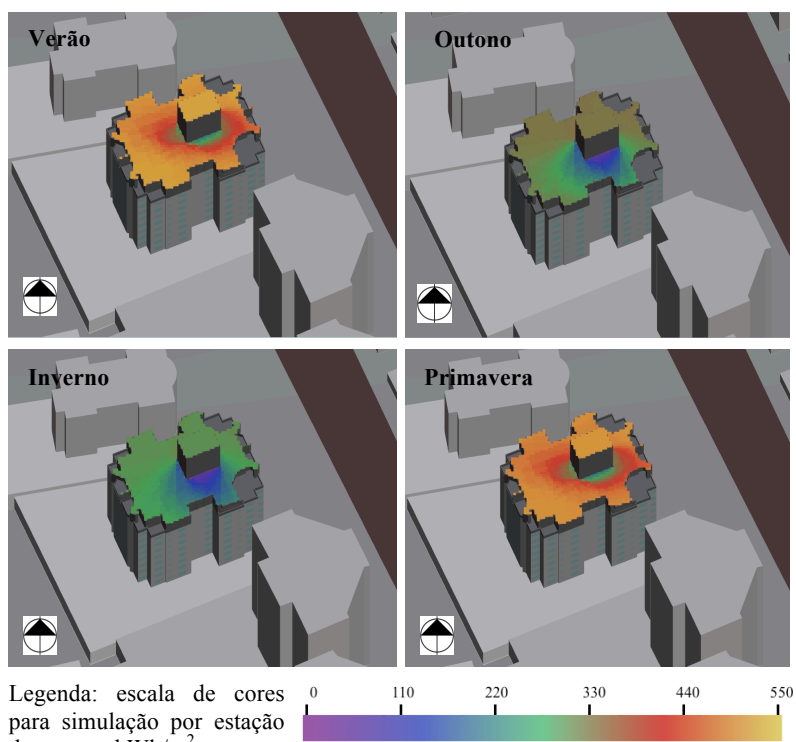 Verão
Outono
Inverno
Primavera
Legenda: escala de cores
para simulação por estação
0 110 220 330 440 550